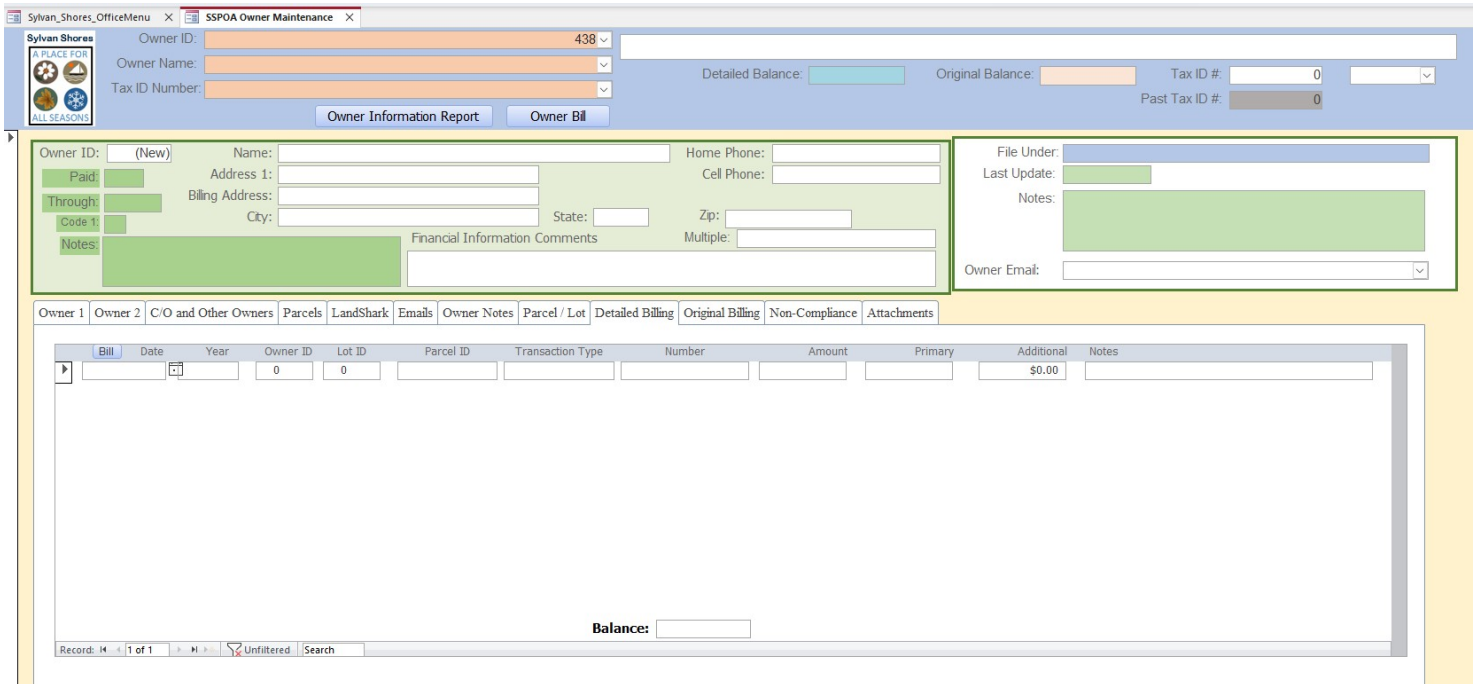 Sylvan_Shores_OfficeMenu X SSPOA Owner Maintenance X
Sylvan Shores
A PLACE FOR
ALL SEASONS
Owner ID: 438
Owner Name:
Tax ID Number:
Detailed Balance: Original Balance: Tax ID #: 0
Past Tax ID #: 0
Owner Information Report Owner Bill
Owner ID: (New) Name: Home Phone:
Paid: Address 1: Cell Phone:
Through: Billing Address:
Code 1: City: State: Zip:
Notes: Financial Information Comments Multiple:
File Under:
Last Update:
Notes:
Owner Email:
Owner 1 Owner 2 C/O and Other Owners Parcels LandShark Emails Owner Notes Parcel / Lot Detailed Billing Original Billing Non-Compliance Attachments
Bill Date Year Owner ID Lot ID Parcel ID Transaction Type Number Amount Primary Additional Notes
0 0 $0.00
Balance:
Record: 1 of 1 Unfiltered Search